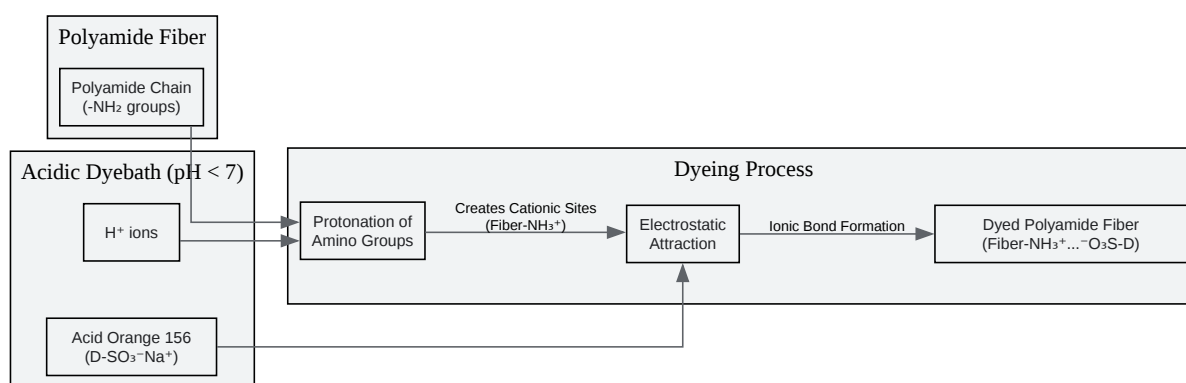 Polyamide Fiber
Polyamide Chain
(-NH₂ groups)
Acidic Dyebath (pH < 7)
H⁺ ions
Acid Orange 156
(D-SO₃⁻Na⁺)
Dyeing Process
Protonation of
Amino Groups
Creates Cationic Sites
(Fiber-NH₃⁺)
Electrostatic
Attraction
Ionic Bond Formation
Dyed Polyamide Fiber
(Fiber-NH₃⁺...⁻O₃S-D)